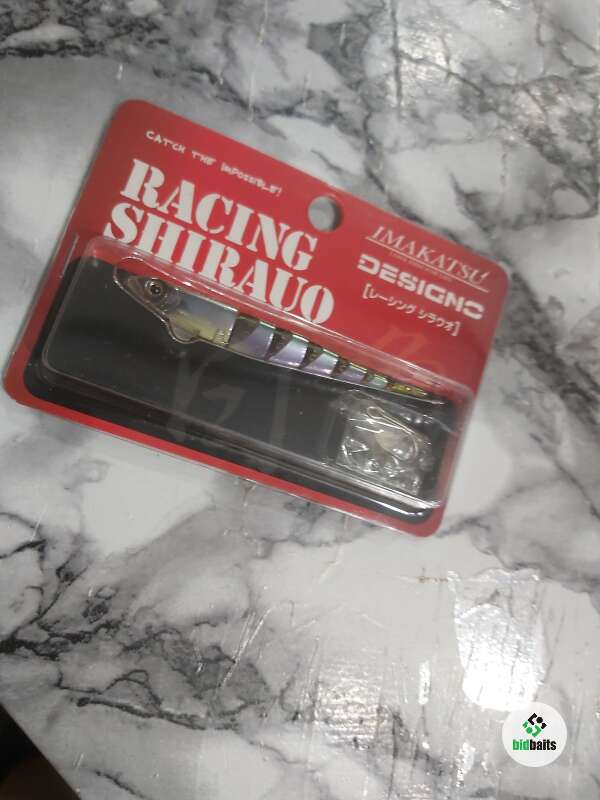 CATCH THE IMPOSSIBLE!
RACING
SHIRAUO
IMAKATSU
DESIGNO
[レーシング シラウオ]
bidbaits